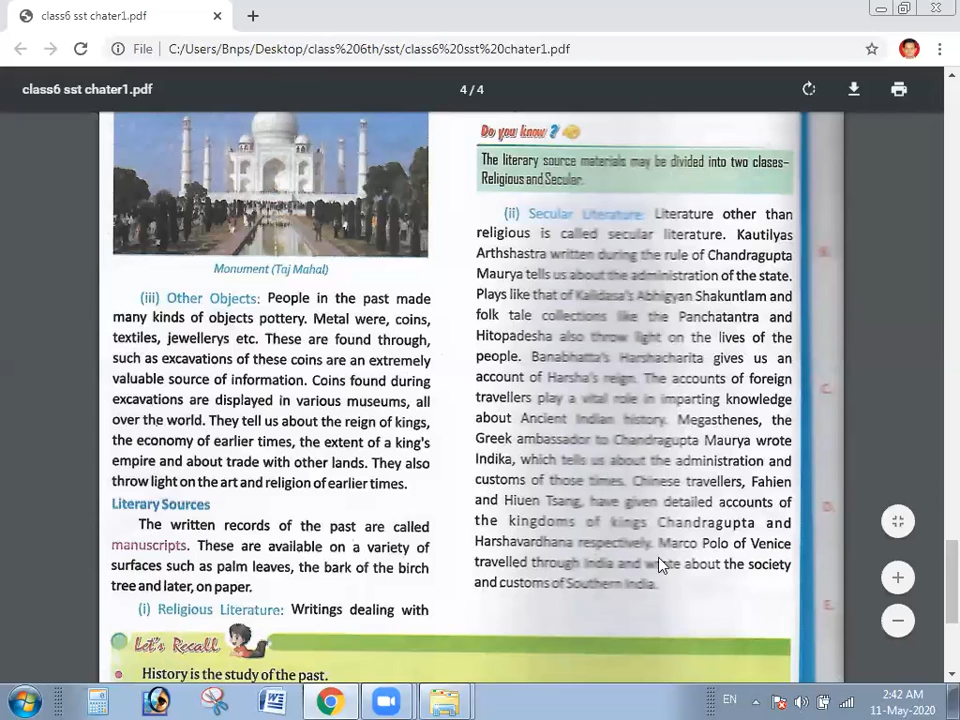 class6 sst chater1.pdf
File
C:/Users/Bnps/Desktop/class%206th/sst/class6%20sst%20chater1.pdf
class6 sst chater1.pdf
4 / 4
Monument (Taj Mahal)
(iii) Other Objects: People in the past made
many kinds of objects pottery. Metal were, coins,
textiles, jewellerys etc. These are found through,
such as excavations of these coins are an extremely
valuable source of information. Coins found during
excavations are displayed in various museums, all
over the world. They tell us about the reign of kings,
the economy of earlier times, the extent of a king's
empire and about trade with other lands. They also
throw light on the art and religion of earlier times.
Literary Sources
The written records of the past are called
manuscripts. These are available on a variety of
surfaces such as palm leaves, the bark of the birch
tree and later, on paper.
(i) Religious Literature: Writings dealing with
Do you know ?
The literary source materials may be divided into two clases–
Religious and Secular.
(ii) Secular Literature: Literature other than
religious is called secular literature. Kautilyas
Arthshastra written during the rule of Chandragupta
Maurya tells us about the administration of the state.
Plays like that of Kalidasa's Abhigyan Shakuntlam and
folk tale collections like the Panchatantra and
Hitopadesha also throw light on the lives of the
people. Banabhatta's Harshacharita gives us an
account of Harsha's reign. The accounts of foreign
travellers play a vital role in imparting knowledge
about Ancient Indian history. Megasthenes, the
Greek ambassador to Chandragupta Maurya wrote
Indika, which tells us about the administration and
customs of those times. Chinese travellers, Fahien
and Hiuen Tsang, have given detailed accounts of
the kingdoms of kings Chandragupta and
Harshavardhana respectively. Marco Polo of Venice
travelled through India and wrote about the society
and customs of Southern India.
B.
C.
D.
E.
Let's Recall
History is the study of the past.
EN
2:42 AM
11-May-2020